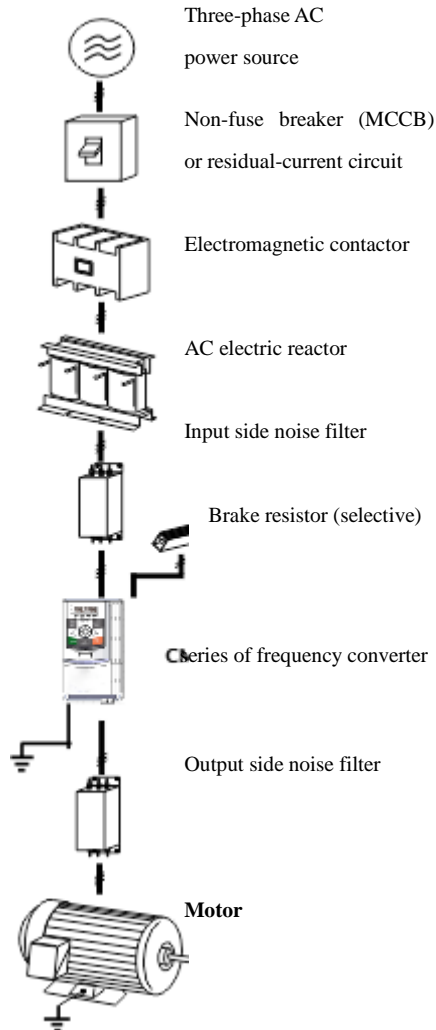 Three-phase AC
power source
Non-fuse breaker (MCCB)
or residual-current circuit
Electromagnetic contactor
AC electric reactor
Input side noise filter
Brake resistor (selective)
series of frequency converter
Output side noise filter
Motor